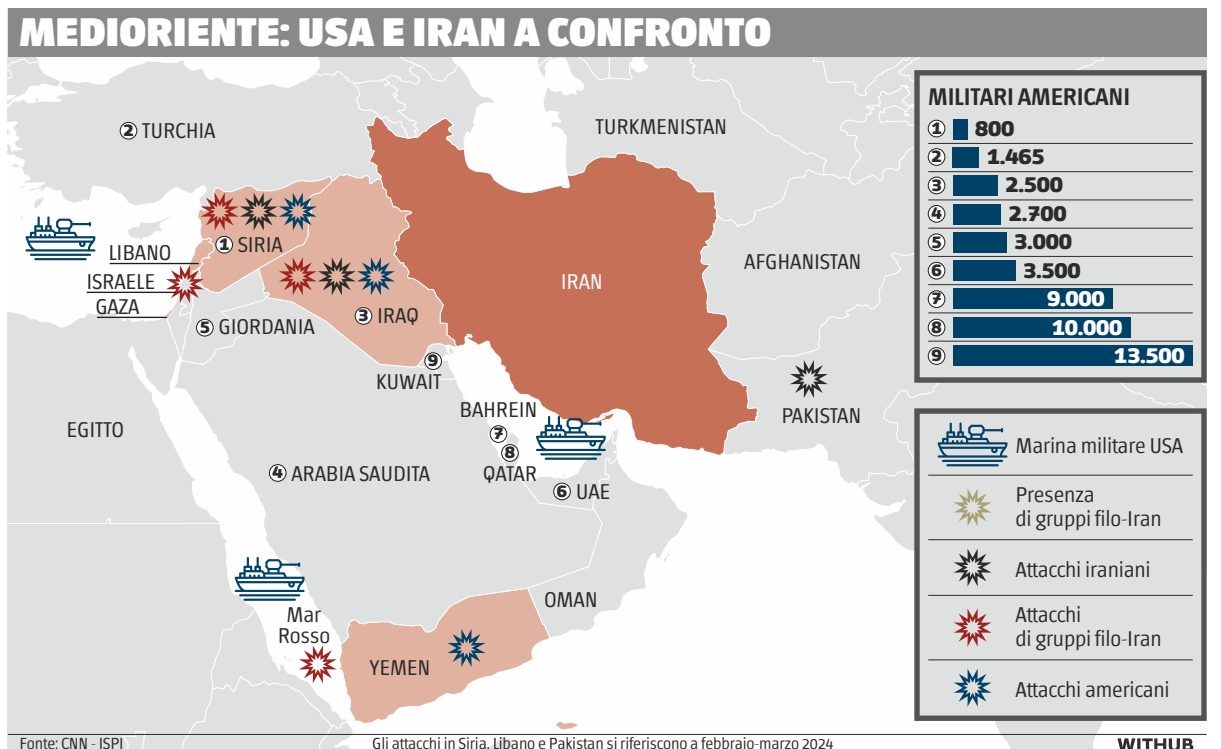 MEDIORIENTE: USA E IRAN A CONFRONTO
② TURCHIA
TURKMENISTAN
① SIRIA
LIBANO
ISRAELE
GAZA
IRAN
AFGHANISTAN
③ IRAQ
⑤ GIORDANIA
⑨
KUWAIT
PAKISTAN
BAHREIN
⑦
⑧
QATAR
EGITTO
④ ARABIA SAUDITA
⑥ UAE
OMAN
Mar
Rosso
YEMEN
MILITARI AMERICANI
① 800
② 1.465
③ 2.500
④ 2.700
⑤ 3.000
⑥ 3.500
⑦ 9.000
⑧ 10.000
⑨ 13.500
Marina militare USA
Presenza
di gruppi filo-Iran
Attacchi iraniani
Attacchi
di gruppi filo-Iran
Attacchi americani
Fonte: CNN - ISPI
Gli attacchi in Siria, Libano e Pakistan si riferiscono a febbraio-marzo 2024
WITHUB